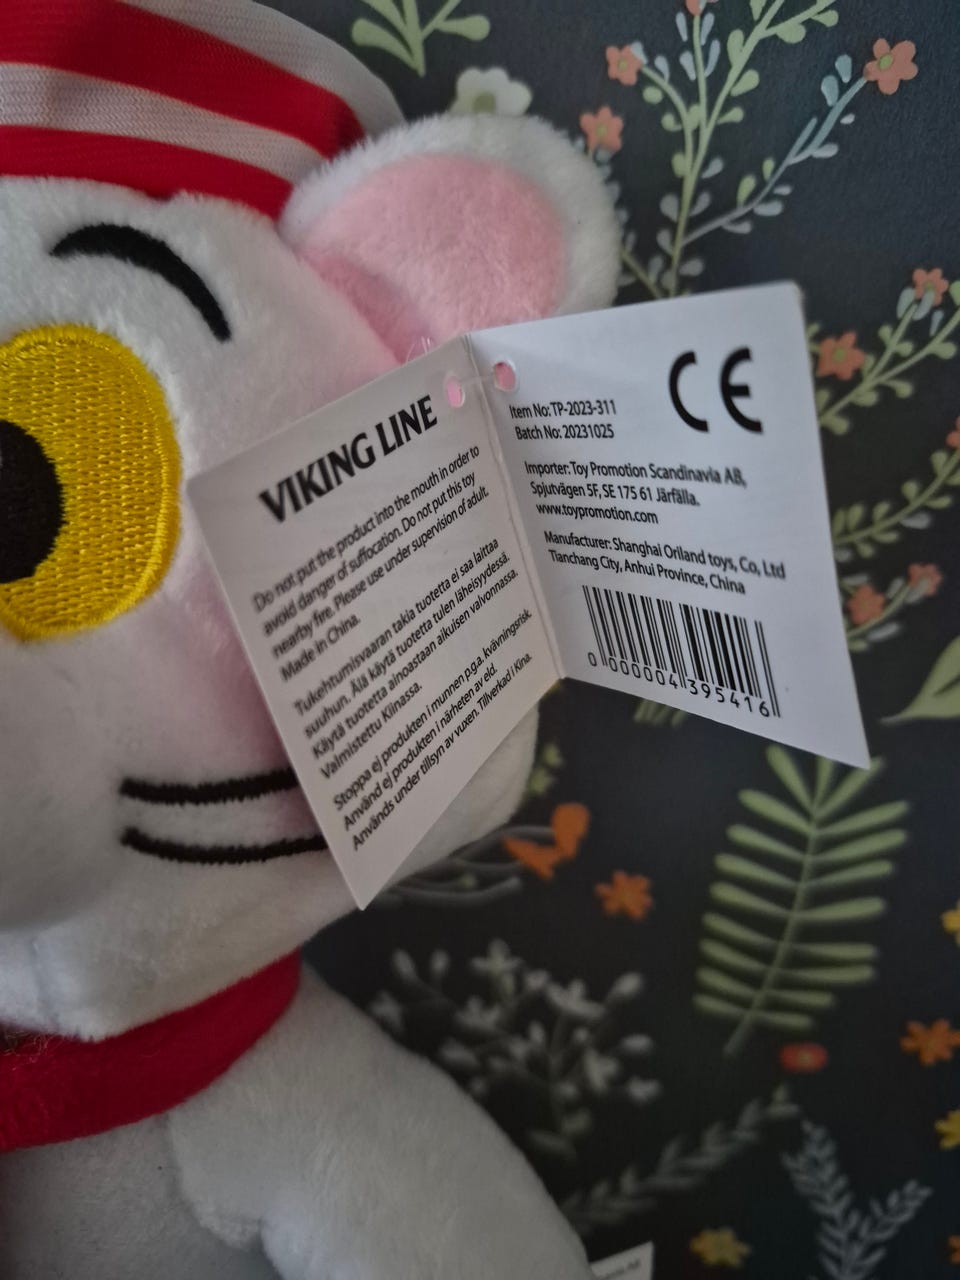 VIKING LINE
Do not put the product into the mouth in order to
avoid danger of suffocation. Do not put this toy
nearby fire. Please use under supervision of adult.
Made in China.
Tukehtumisvaaran takia tuotetta ei saa laittaa
suuhun. Älä käytä tuotetta tulen läheisyydessä.
Käytä tuotetta ainoastaan aikuisen valvonnassa.
Valmistettu Kiinassa.
Stoppa ej produkten i munnen p.g.a. kvävningsrisk.
Använd ej produkten i närheten av eld.
Används under tillsyn av vuxen. Tillverkad i Kina.
CE
Item No: TP-2023-311
Batch No: 20231025
Importer: Toy Promotion Scandinavia AB,
Spjutvägen 5F, SE 175 61 Järfälla.
www.toypromotion.com
Manufacturer: Shanghai Oriland toys, Co, Ltd
Tianchang City, Anhui Province, China
0 000004 395416